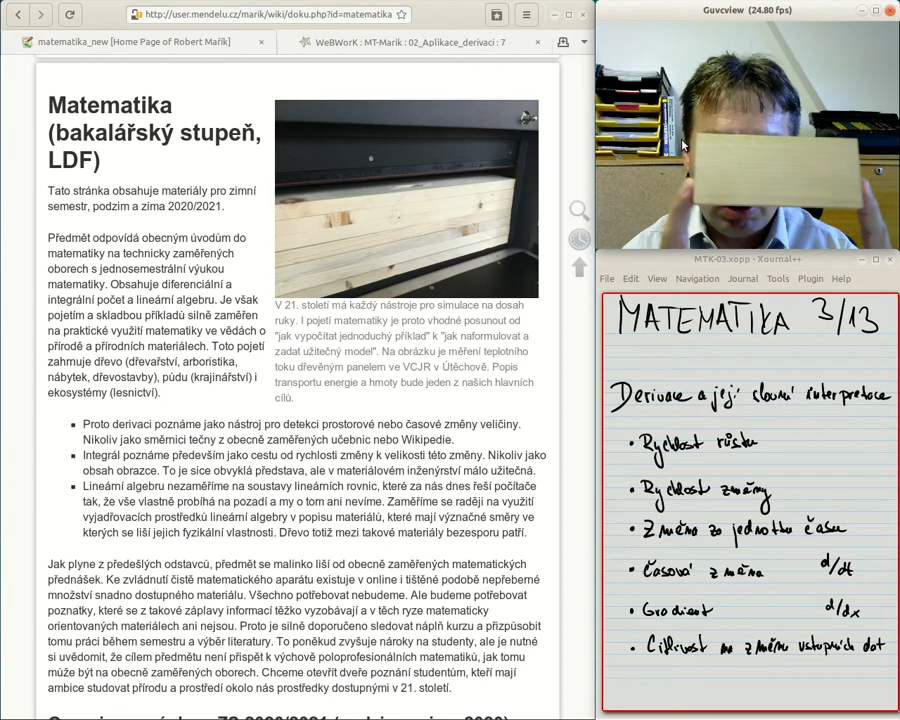 http://user.mendelu.cz/marik/wiki/doku.php?id=matematika
matematika_new [Home Page of Robert Mařík]
WeBWorK : MT-Marik : 02_Aplikace_derivaci : 7
Matematika
(bakalářský stupeň,
LDF)
Tato stránka obsahuje materiály pro zimní
semestr, podzim a zima 2020/2021.
Předmět odpovídá obecným úvodům do
matematiky na technicky zaměřených
oborech s jednosemestrální výukou
matematiky. Obsahuje diferenciální a
integrální počet a lineární algebru. Je však
pojetím a skladbou příkladů silně zaměřen
na praktické využití matematiky ve vědách o
přírodě a přírodních materiálech. Toto pojetí
zahrnuje dřevo (dřevařství, arboristika,
nábytek, dřevostavby), půdu (krajinářství) i
ekosystémy (lesnictví).
V 21. století má každý nástroje pro simulace na dosah
ruky. I pojetí matematiky je proto vhodné posunout od
"jak vypočítat jednoduchý příklad" k "jak naformulovat a
zadat užitečný model". Na obrázku je měření teplotního
toku dřevěným panelem ve VCJR v Útěchově. Popis
transportu energie a hmoty bude jeden z našich hlavních
cílů.
Proto derivaci poznáme jako nástroj pro detekci prostorové nebo časové změny veličiny.
Nikoliv jako směrnici tečny z obecně zaměřených učebnic nebo Wikipedie.
Integrál poznáme především jako cestou od rychlosti změny k velikosti této změny. Nikoliv jako
obsah obrazce. To je sice obvyklá představa, ale v materiálovém inženýrství málo užitečná.
Lineární algebru nezaměříme na soustavy lineárních rovnic, které za nás dnes řeší počítače
tak, že vše vlastně probíhá na pozadí a my o tom ani nevíme. Zaměříme se raději na využití
vyjadřovacích prostředků lineární algebry v popisu materiálů, které mají význačné směry ve
kterých se liší jejich fyzikální vlastnosti. Dřevo totiž mezi takové materiály bezesporu patří.
Jak plyne z předešlých odstavců, předmět se malinko liší od obecně zaměřených matematických
přednášek. Ke zvládnutí čistě matematického aparátu existuje v online i tištěné podobě nepřeberné
množství snadno dostupného materiálu. Všechno potřebovat nebudeme. Ale budeme potřebovat
poznatky, které se z takové záplavy informací těžko vyzobávají a v těch ryze matematicky
orientovaných materiálech ani nejsou. Proto je silně doporučeno sledovat náplň kurzu a přizpůsobit
tomu práci během semestru a výběr literatury. To poněkud zvyšuje nároky na studenty, ale je nutné
si uvědomit, že cílem předmětu není přispět k výchově poloprofesionálních matematiků, jak tomu
může být na obecně zaměřených oborech. Chceme otevřít dveře poznání studentům, kteří mají
ambice studovat přírodu a prostředí okolo nás prostředky dostupnými v 21. století.
Guvcview (24.80 fps)
MTK-03.xopp - Xournal++
File Edit View Navigation Journal Tools Plugin Help
MATEMATIKA 3/13
Derivace a její slovní interpretace
• Rychlost růstu
• Rychlost změny
• Změna za jednotku času
• Časová změna d/dt
• Gradient d/dx
• Citlivost na změnu vstupních dat